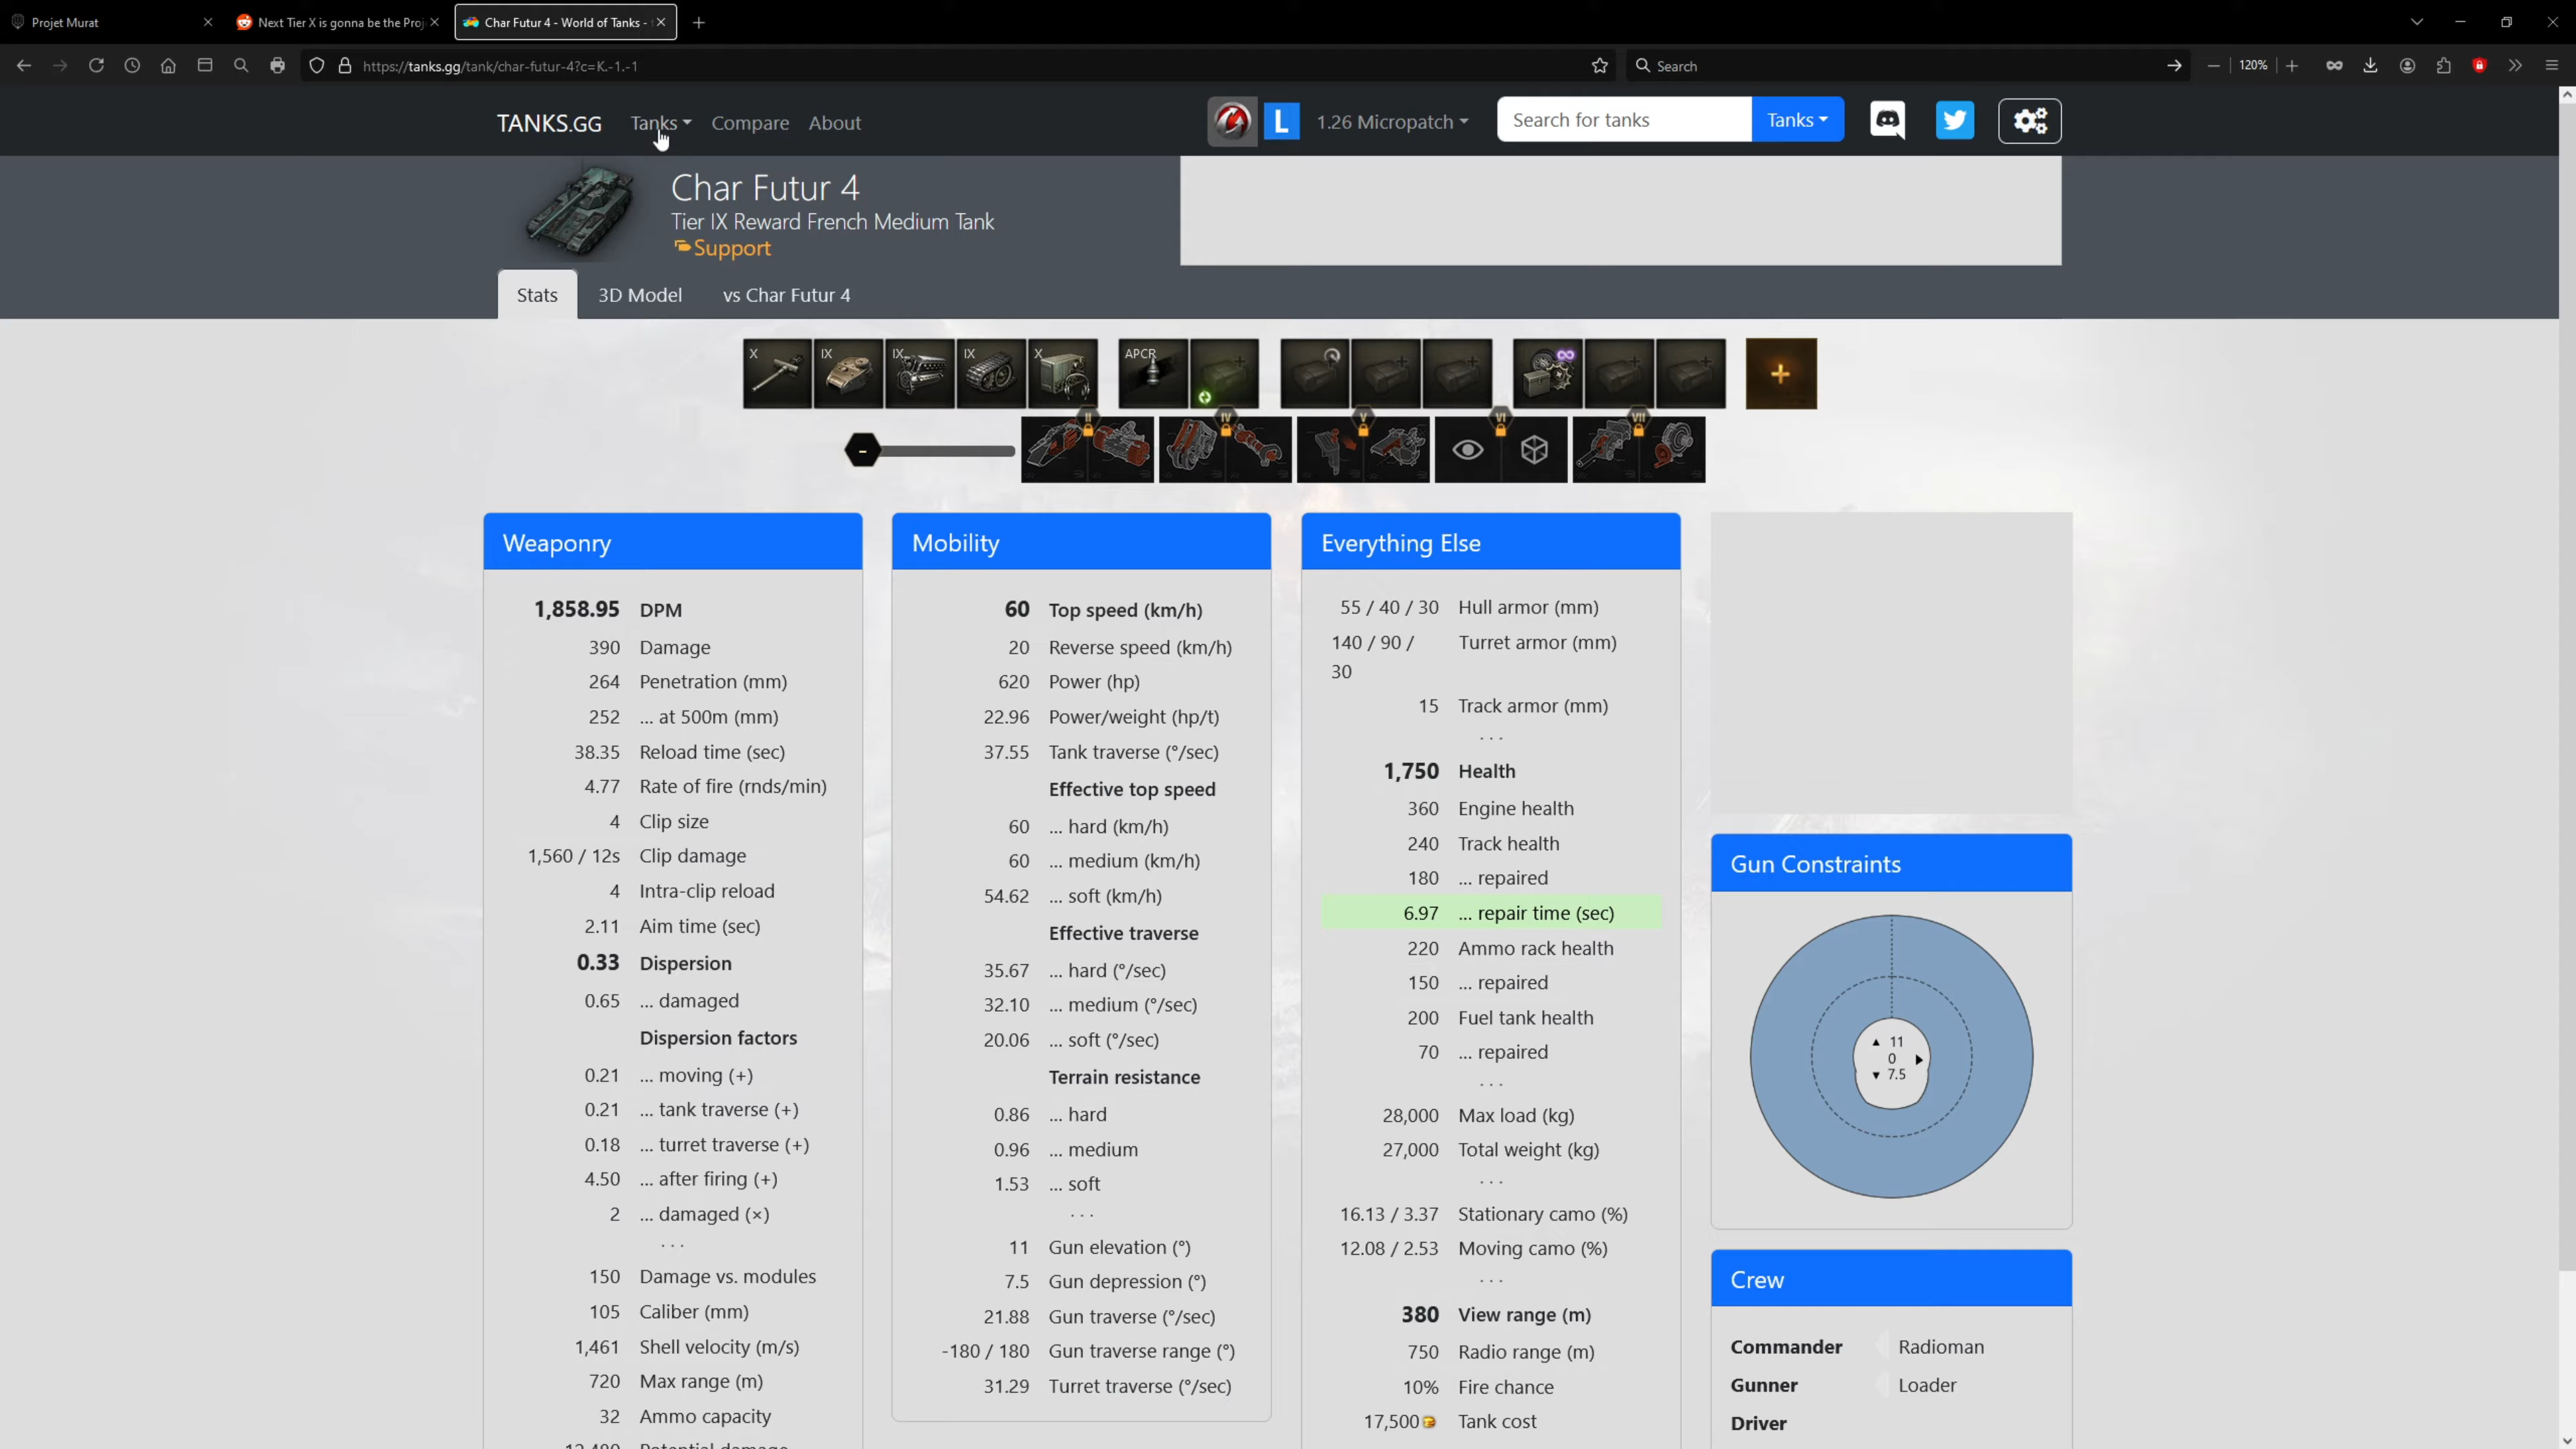 Projet Murat
Next Tier X is gonna be the Proj
Char Futur 4 - World of Tanks -
https://tanks.gg/tank/char-futur-4?c=K.-1.-1
Search
120%
TANKS.GG Tanks Compare About
L 1.26 Micropatch Search for tanks Tanks
Char Futur 4
Tier IX Reward French Medium Tank
Support
Stats 3D Model vs Char Futur 4
X IX IX IX X APCR
II IV V VI VII
-
Weaponry
1,858.95 DPM
390 Damage
264 Penetration (mm)
252 ... at 500m (mm)
38.35 Reload time (sec)
4.77 Rate of fire (rnds/min)
4 Clip size
1,560 / 12s Clip damage
4 Intra-clip reload
2.11 Aim time (sec)
0.33 Dispersion
0.65 ... damaged
Dispersion factors
0.21 ... moving (+)
0.21 ... tank traverse (+)
0.18 ... turret traverse (+)
4.50 ... after firing (+)
2 ... damaged (×)
...
150 Damage vs. modules
105 Caliber (mm)
1,461 Shell velocity (m/s)
720 Max range (m)
32 Ammo capacity
12,480 Potential damage
Mobility
60 Top speed (km/h)
20 Reverse speed (km/h)
620 Power (hp)
22.96 Power/weight (hp/t)
37.55 Tank traverse (°/sec)
Effective top speed
60 ... hard (km/h)
60 ... medium (km/h)
54.62 ... soft (km/h)
Effective traverse
35.67 ... hard (°/sec)
32.10 ... medium (°/sec)
20.06 ... soft (°/sec)
Terrain resistance
0.86 ... hard
0.96 ... medium
1.53 ... soft
...
11 Gun elevation (°)
7.5 Gun depression (°)
21.88 Gun traverse (°/sec)
-180 / 180 Gun traverse range (°)
31.29 Turret traverse (°/sec)
Everything Else
55 / 40 / 30 Hull armor (mm)
140 / 90 / Turret armor (mm)
30
15 Track armor (mm)
...
1,750 Health
360 Engine health
240 Track health
180 ... repaired
6.97 ... repair time (sec)
220 Ammo rack health
150 ... repaired
200 Fuel tank health
70 ... repaired
...
28,000 Max load (kg)
27,000 Total weight (kg)
...
16.13 / 3.37 Stationary camo (%)
12.08 / 2.53 Moving camo (%)
...
380 View range (m)
750 Radio range (m)
10% Fire chance
17,500 Tank cost
Gun Constraints
11
0
7.5
Crew
Commander Radioman
Gunner Loader
Driver